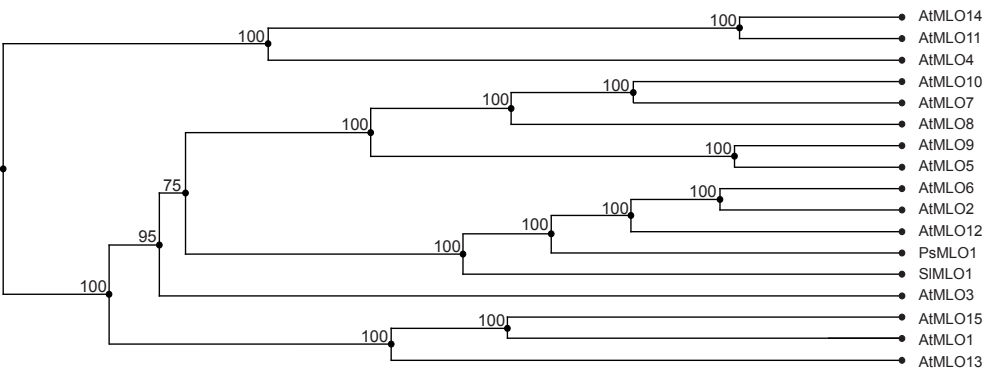 100 AtMLO14
100 AtMLO11
AtMLO4
100 AtMLO10
100 AtMLO7
100 AtMLO8
100 AtMLO9
AtMLO5
75 100 AtMLO6
100 AtMLO2
100 AtMLO12
95 100 PsMLO1
SlMLO1
100 AtMLO3
100 AtMLO15
100 AtMLO1
AtMLO13